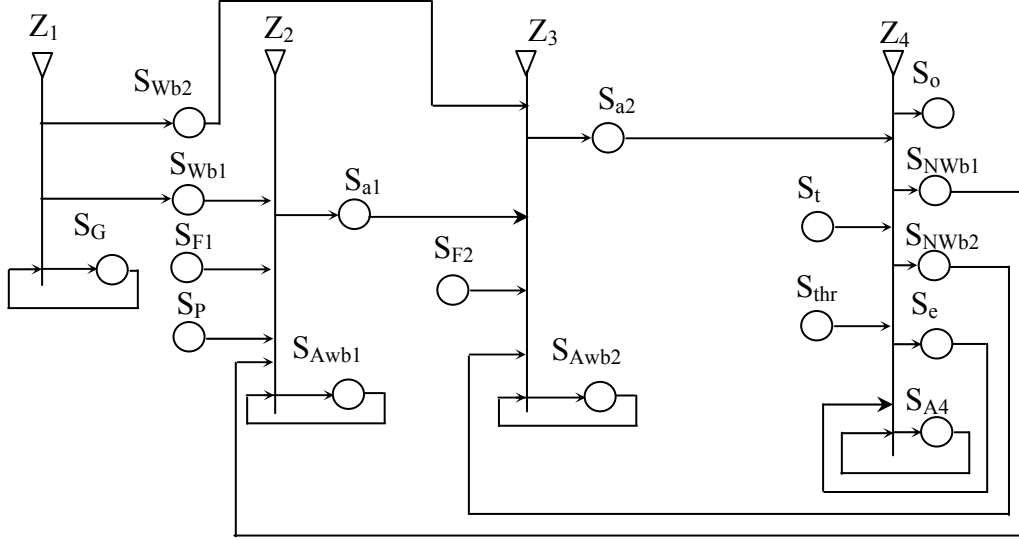 Z1
Z2
Z3
Z4
SWb2
So
Sa2
SWb1
Sa1
SNWb1
St
SG
SF1
SF2
SNWb2
SP
Sthr
Se
SAwb1
SAwb2
SA4